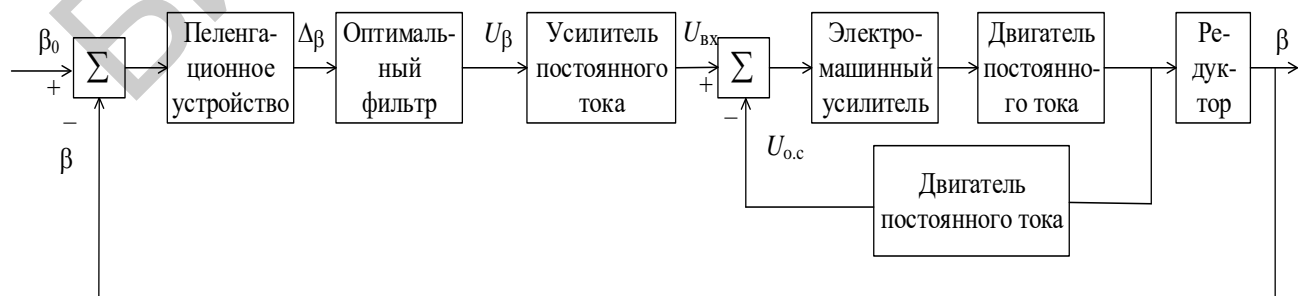 β₀
+
−
β
Σ
Пеленга-
ционное
устройство
Δβ
Оптималь-
ный
фильтр
Uβ
Усилитель
постоянного
тока
Uвх
+
−
Σ
Uо.с
Электро-
машинный
усилитель
Двигатель
постоянно-
го тока
Двигатель
постоянного тока
Ре-
дук-
тор
β